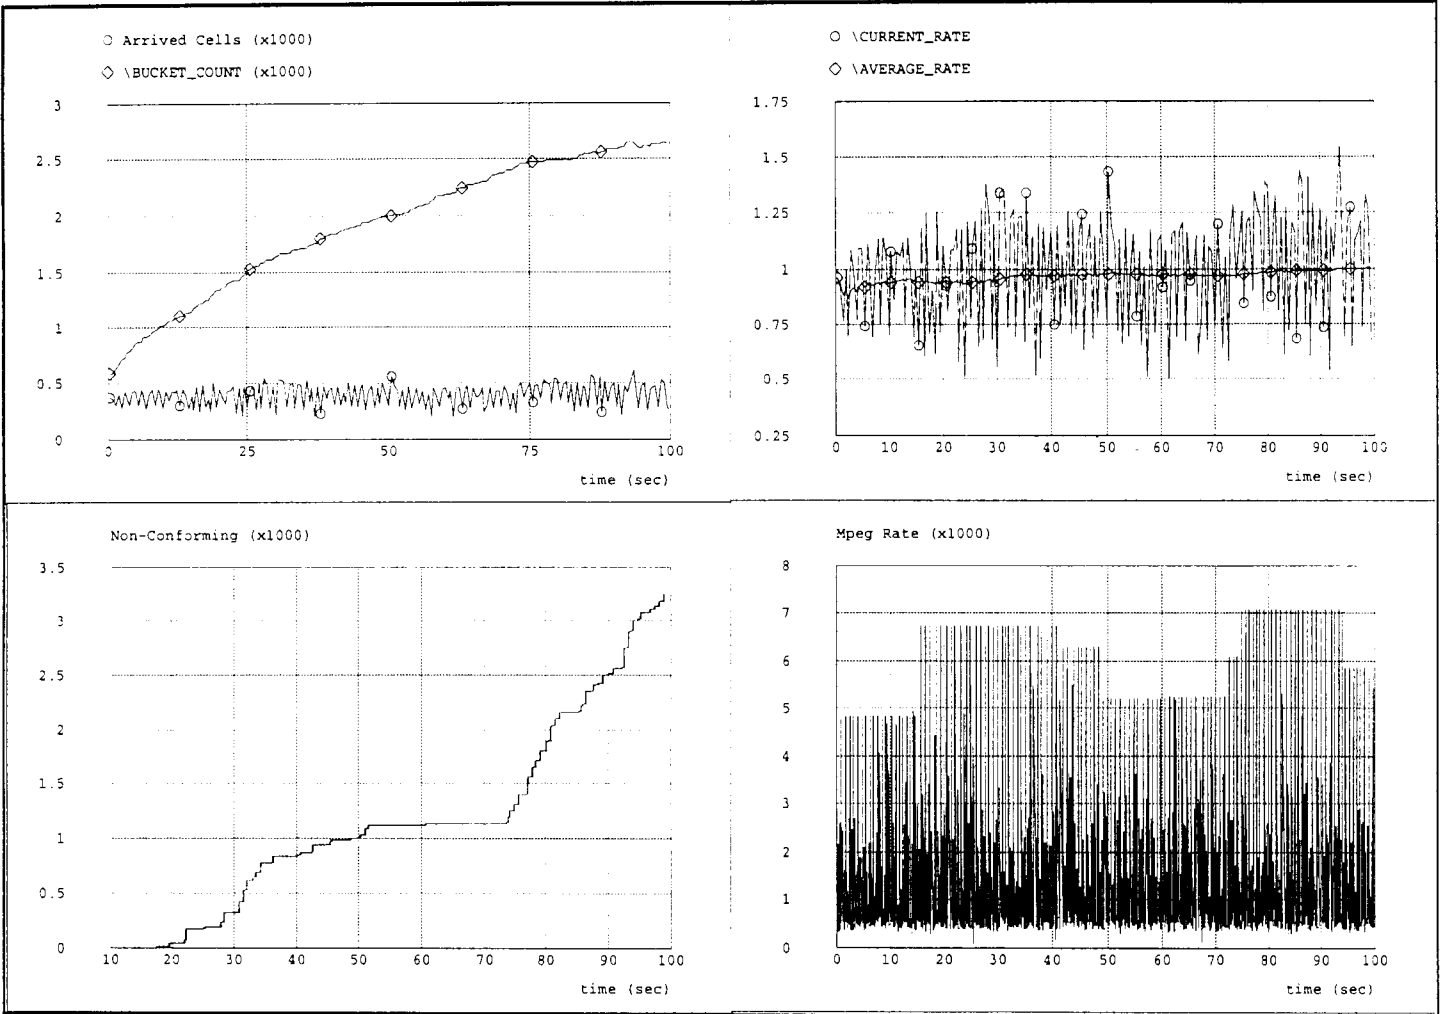 Arrived Cells (x1000)
\BUCKET_COUNT (x1000)
3
2.5
2
1.5
1
0.5
0
0 25 50 75 100
time (sec)
\CURRENT_RATE
\AVERAGE_RATE
1.75
1.5
1.25
1
0.75
0.5
0.25
0 10 20 30 40 50 60 70 80 90 100
time (sec)
Non-Conforming (x1000)
3.5
3
2.5
2
1.5
1
0.5
0
10 20 30 40 50 60 70 80 90 100
time (sec)
Mpeg Rate (x1000)
8
7
6
5
4
3
2
1
0
0 10 20 30 40 50 60 70 80 90 100
time (sec)